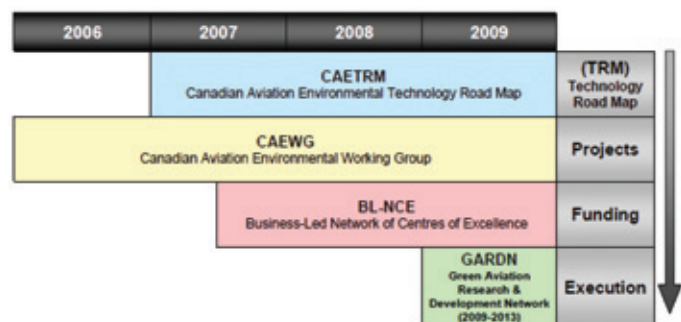 2006 2007 2008 2009
CAETRM
Canadian Aviation Environmental Technology Road Map
(TRM)
Technology
Road Map
CAEWG
Canadian Aviation Environmental Working Group
Projects
BL-NCE
Business-Led Network of Centres of Excellence
Funding
GARDN
Green Aviation
Research &
Development Network
(2009-2013)
Execution